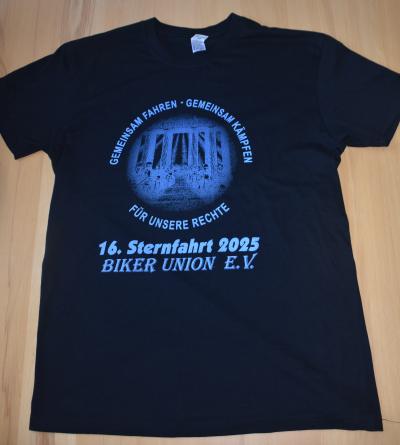 GEMEINSAM FAHREN - GEMEINSAM KÄMPFEN
FÜR UNSERE RECHTE
16. Sternfahrt 2025
BIKER UNION E.V.